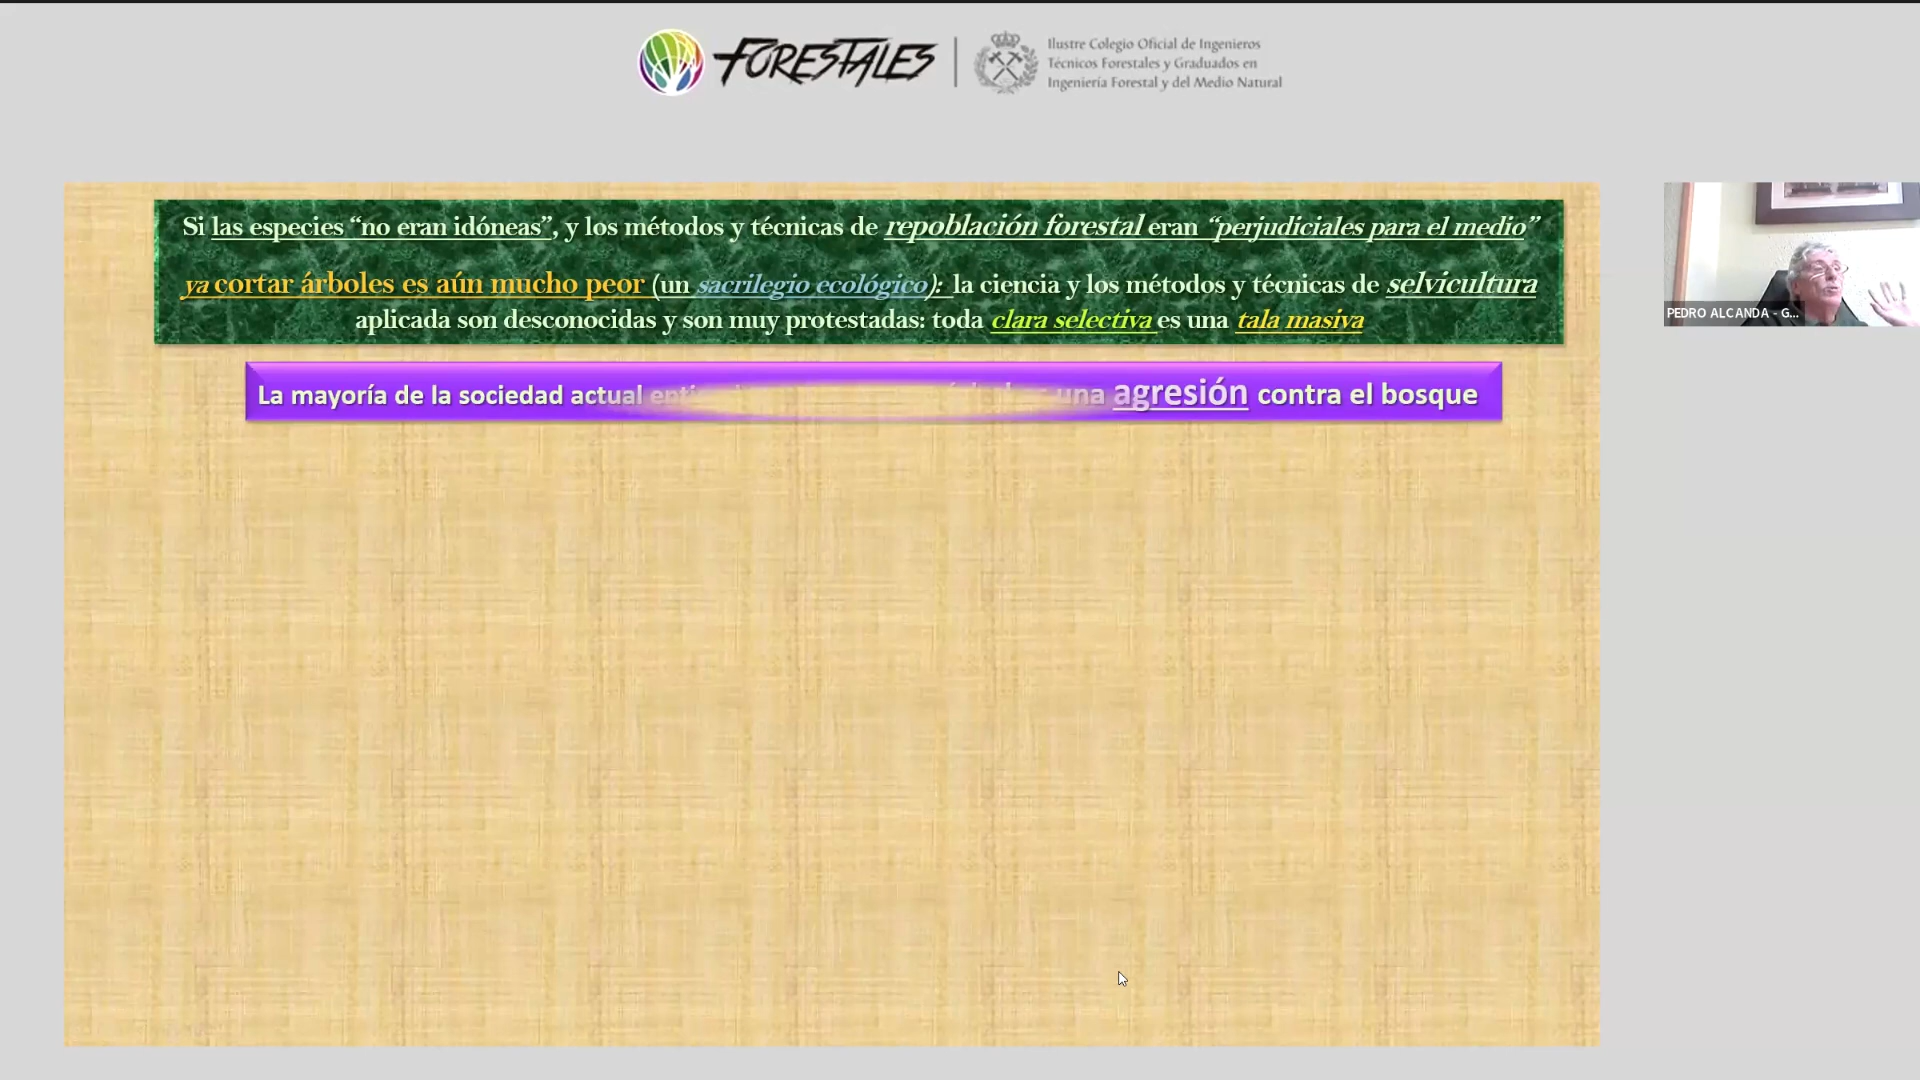 FORESTALES
Ilustre Colegio Oficial de Ingenieros
Técnicos Forestales y Graduados en
Ingeniería Forestal y del Medio Natural
Si las especies “no eran idóneas”, y los métodos y técnicas de repoblación forestal eran “perjudiciales para el medio”
ya cortar árboles es aún mucho peor (un sacrilegio ecológico): la ciencia y los métodos y técnicas de selvicultura
aplicada son desconocidas y son muy protestadas: toda clara selectiva es una tala masiva
La mayoría de la sociedad actual una agresión contra el bosque
PEDRO ALCANDA - G...